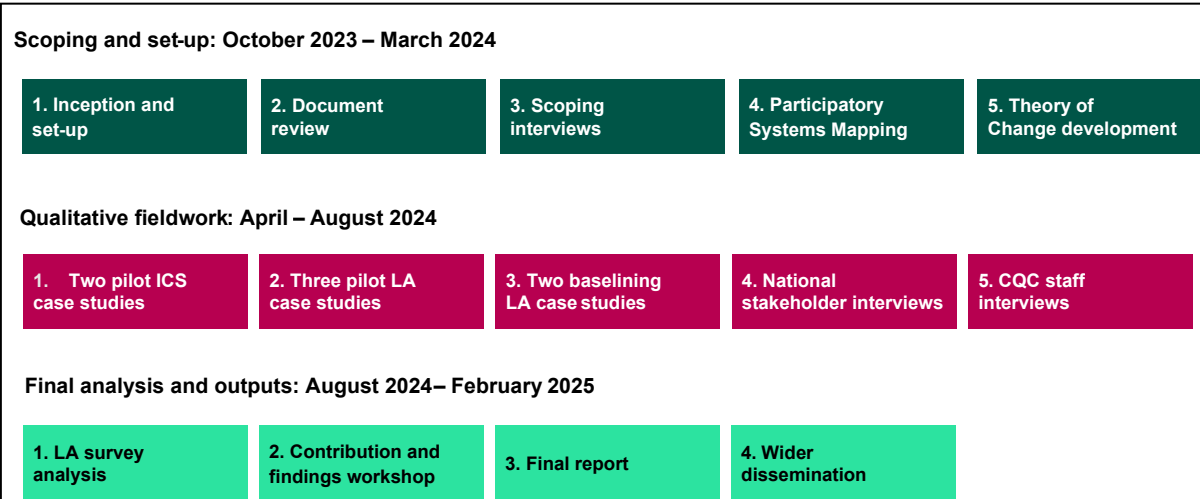 Scoping and set-up: October 2023 – March 2024
1. Inception and
set-up
2. Document
review
3. Scoping
interviews
4. Participatory
Systems Mapping
5. Theory of
Change development
Qualitative fieldwork: April – August 2024
1. Two pilot ICS
case studies
2. Three pilot LA
case studies
3. Two baselining
LA case studies
4. National
stakeholder interviews
5. CQC staff
interviews
Final analysis and outputs: August 2024– February 2025
1. LA survey
analysis
2. Contribution and
findings workshop
3. Final report
4. Wider
dissemination